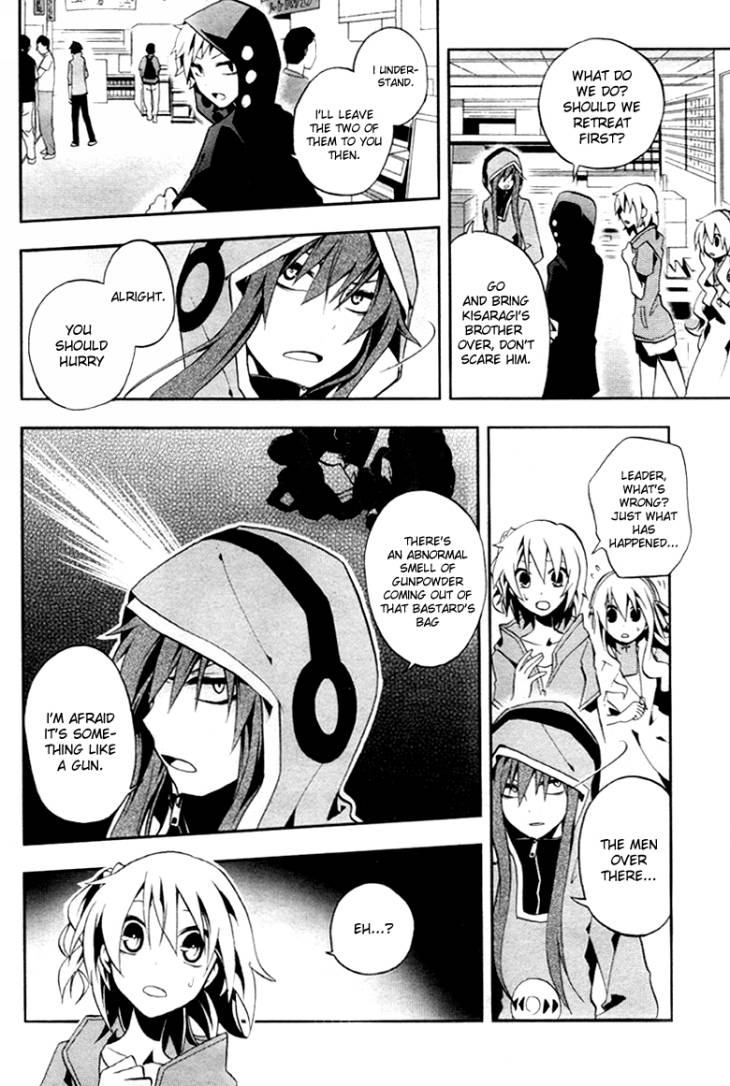 WHAT DO
WE DO?
SHOULD WE
RETREAT
FIRST?
GO
AND BRING
KISARAGI'S
BROTHER
OVER, DON'T
SCARE HIM.
I UNDER-
STAND.
I'LL LEAVE
THE TWO OF
THEM TO YOU
THEN.
ALRIGHT.
YOU
SHOULD
HURRY
LEADER,
WHAT'S
WRONG?
JUST WHAT
HAS
HAPPENED...
THE MEN
OVER
THERE...
THERE'S
AN ABNORMAL
SMELL OF
GUNPOWDER
COMING OUT OF
THAT BASTARD'S
BAG
I'M AFRAID
IT'S SOME-
THING LIKE
A GUN.
EH...?